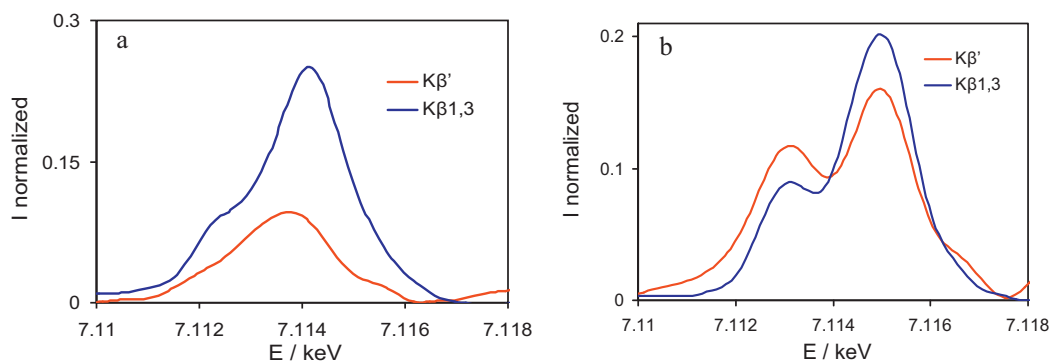 a
0.3
0.15
0
I normalized
Kβ'
Kβ1,3
7.11
7.112
7.114
7.116
7.118
E / keV
b
0.2
0.1
0
I normalized
Kβ'
Kβ1,3
7.11
7.112
7.114
7.116
7.118
E / keV